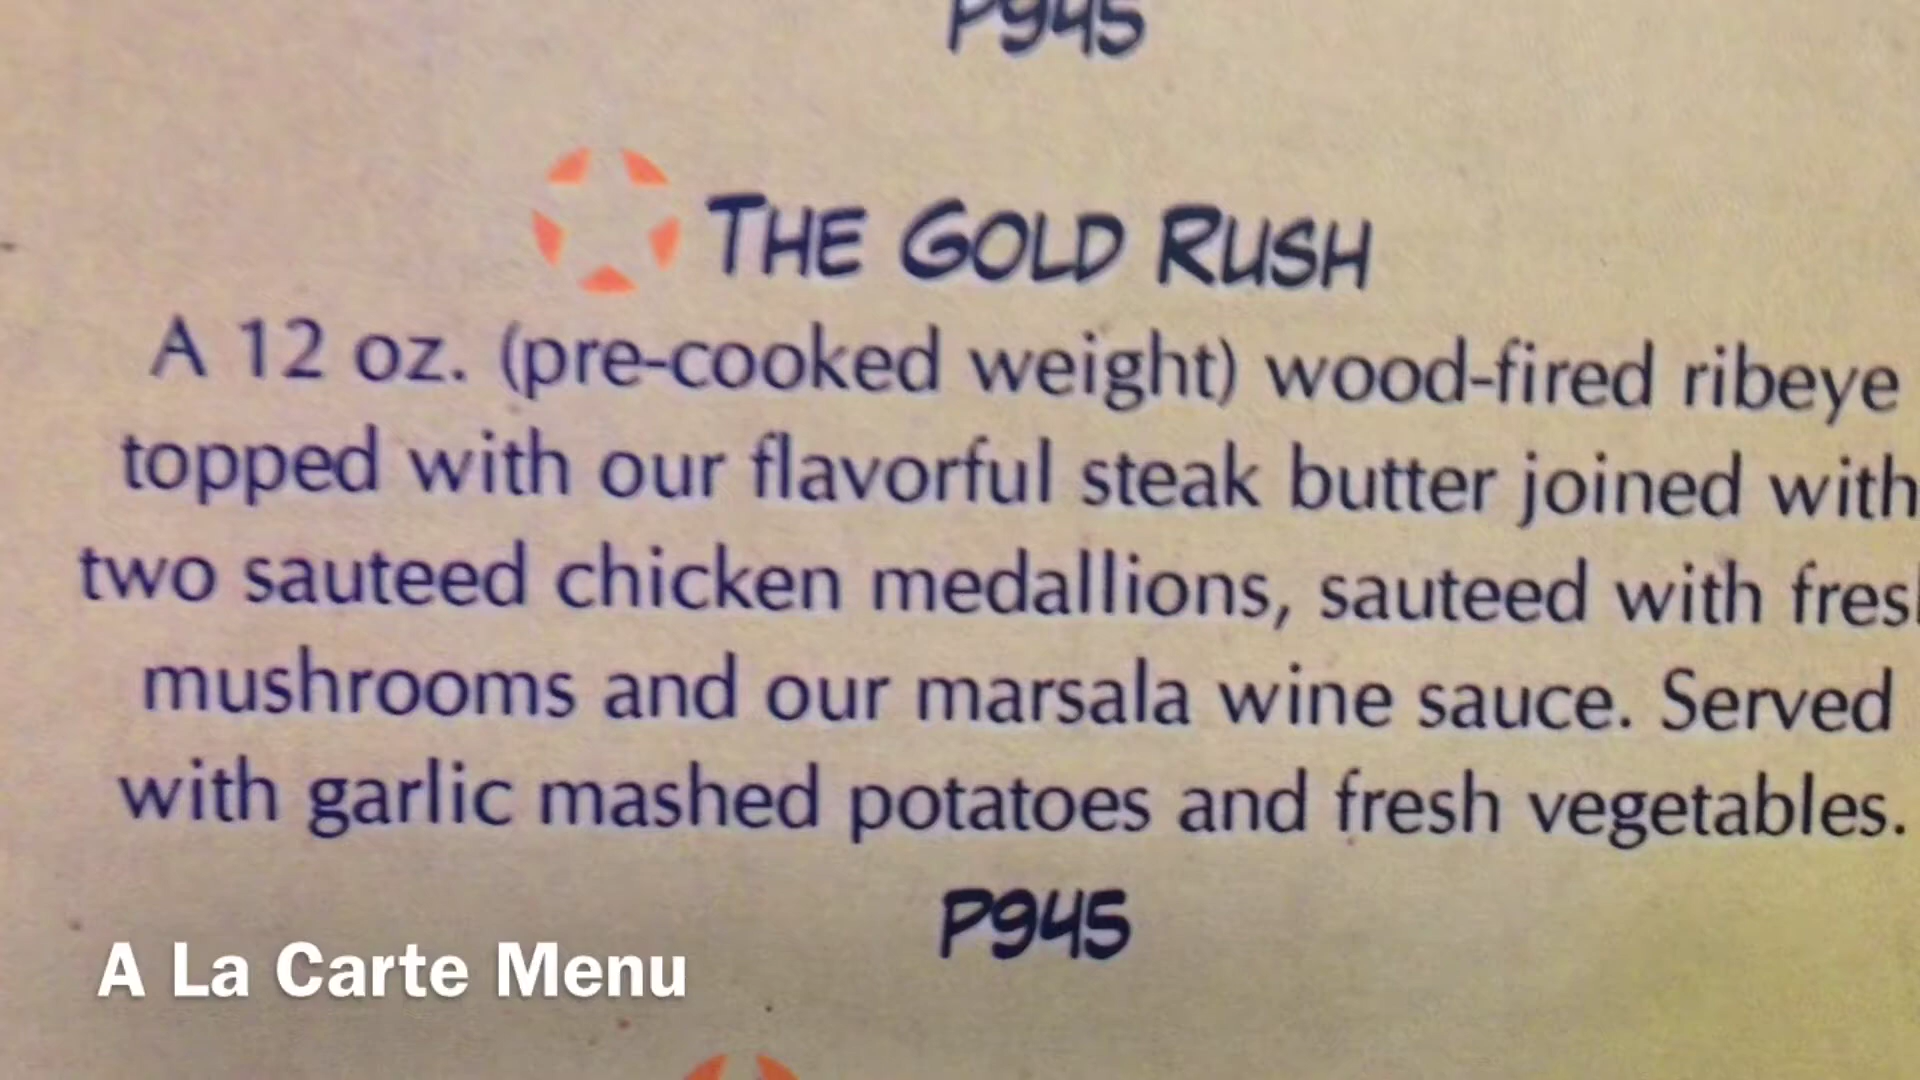 P945
THE GOLD RUSH
A 12 oz. (pre-cooked weight) wood-fired ribeye
topped with our flavorful steak butter joined with
two sauteed chicken medallions, sauteed with fresh
mushrooms and our marsala wine sauce. Served
with garlic mashed potatoes and fresh vegetables.
P945
A La Carte Menu